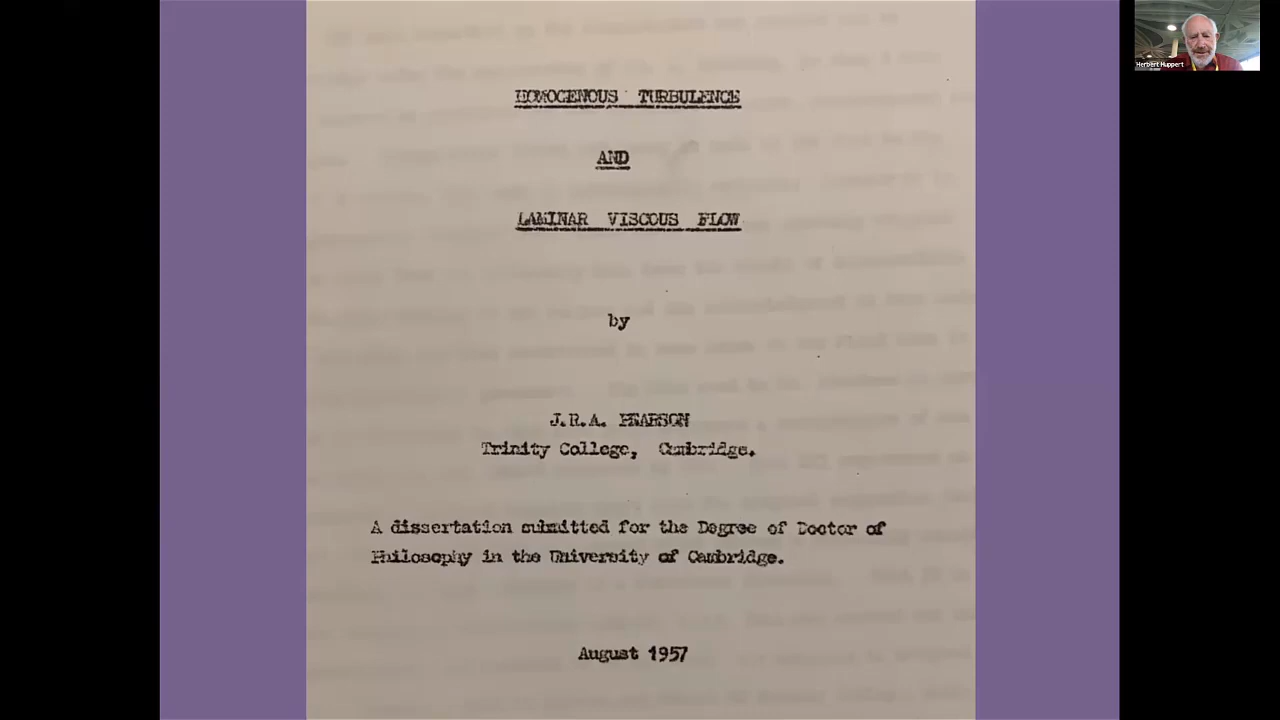 HOMOGENOUS TURBULENCE
AND
LAMINAR VISCOUS FLOW
by
J.R.A. PEARSON
Trinity College, Cambridge.
A dissertation submitted for the Degree of Doctor of
Philosophy in the University of Cambridge.
August 1957
Herbert Huppert